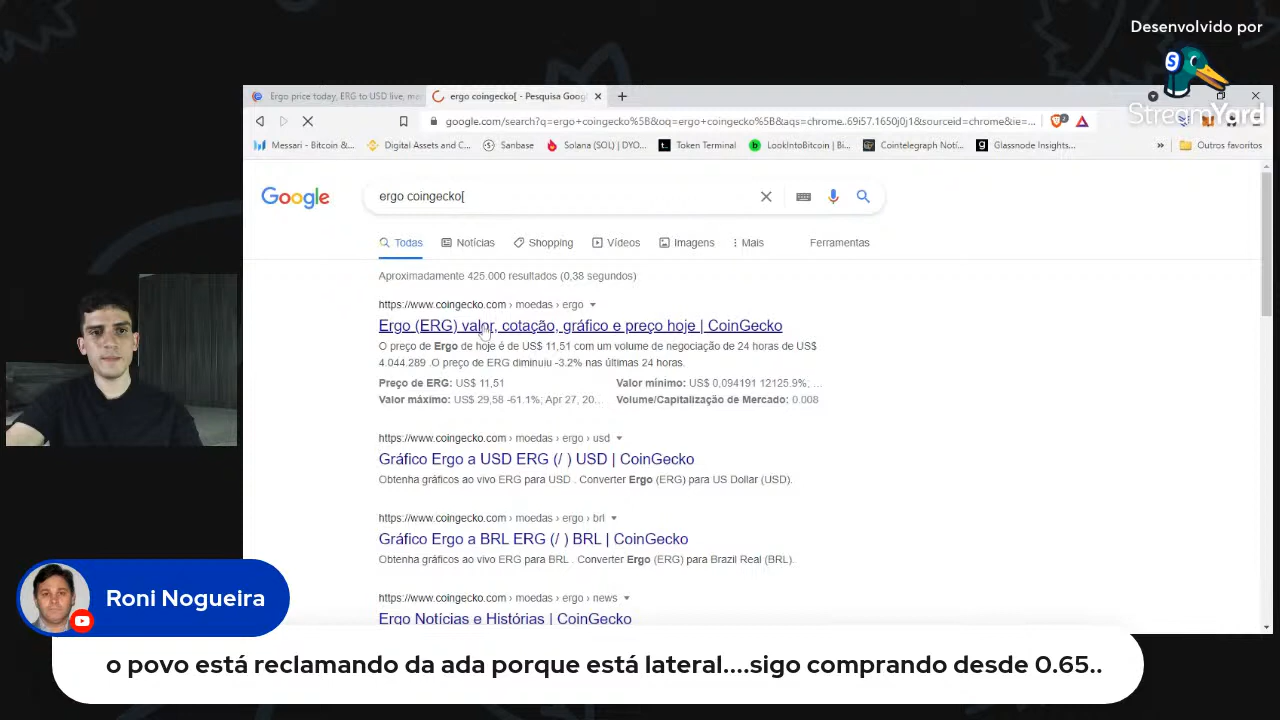 Desenvolvido por
StreamYard
Ergo price today, ERG to USD live, ma
ergo coingecko[ - Pesquisa Goog
google.com/search?q=ergo+coingecko%5B&oq=ergo+coingecko%5B&aqs=chrome..69i57.1650j0j1&sourceid=chrome&ie=...
Messari - Bitcoin &...
Digital Assets and C...
Sanbase
Solana (SOL) | DYO...
Token Terminal
LookIntoBitcoin | Bi...
Cointelegraph Notí...
Glassnode Insights...
»
Outros favoritos
Google
ergo coingecko[
Todas
Notícias
Shopping
Vídeos
Imagens
Mais
Ferramentas
Aproximadamente 425.000 resultados (0,38 segundos)
https://www.coingecko.com › moedas › ergo
Ergo (ERG) valor, cotação, gráfico e preço hoje | CoinGecko
O preço de Ergo de hoje é de US$ 11,51 com um volume de negociação de 24 horas de US$
4.044.289 .O preço de ERG diminuiu -3.2% nas últimas 24 horas.
Preço de ERG: US$ 11,51
Valor mínimo: US$ 0,094191 12125.9%, ...
Valor máximo: US$ 29,58 -61.1%; Apr 27, 20...
Volume/Capitalização de Mercado: 0.008
https://www.coingecko.com › moedas › ergo › usd
Gráfico Ergo a USD ERG (/ ) USD | CoinGecko
Obtenha gráficos ao vivo ERG para USD . Converter Ergo (ERG) para US Dollar (USD).
https://www.coingecko.com › moedas › ergo › brl
Gráfico Ergo a BRL ERG (/ ) BRL | CoinGecko
Obtenha gráficos ao vivo ERG para BRL . Converter Ergo (ERG) para Brazil Real (BRL).
https://www.coingecko.com › moedas › ergo › news
Ergo Notícias e Histórias | CoinGecko
Roni Nogueira
o povo está reclamando da ada porque está lateral....sigo comprando desde 0.65..